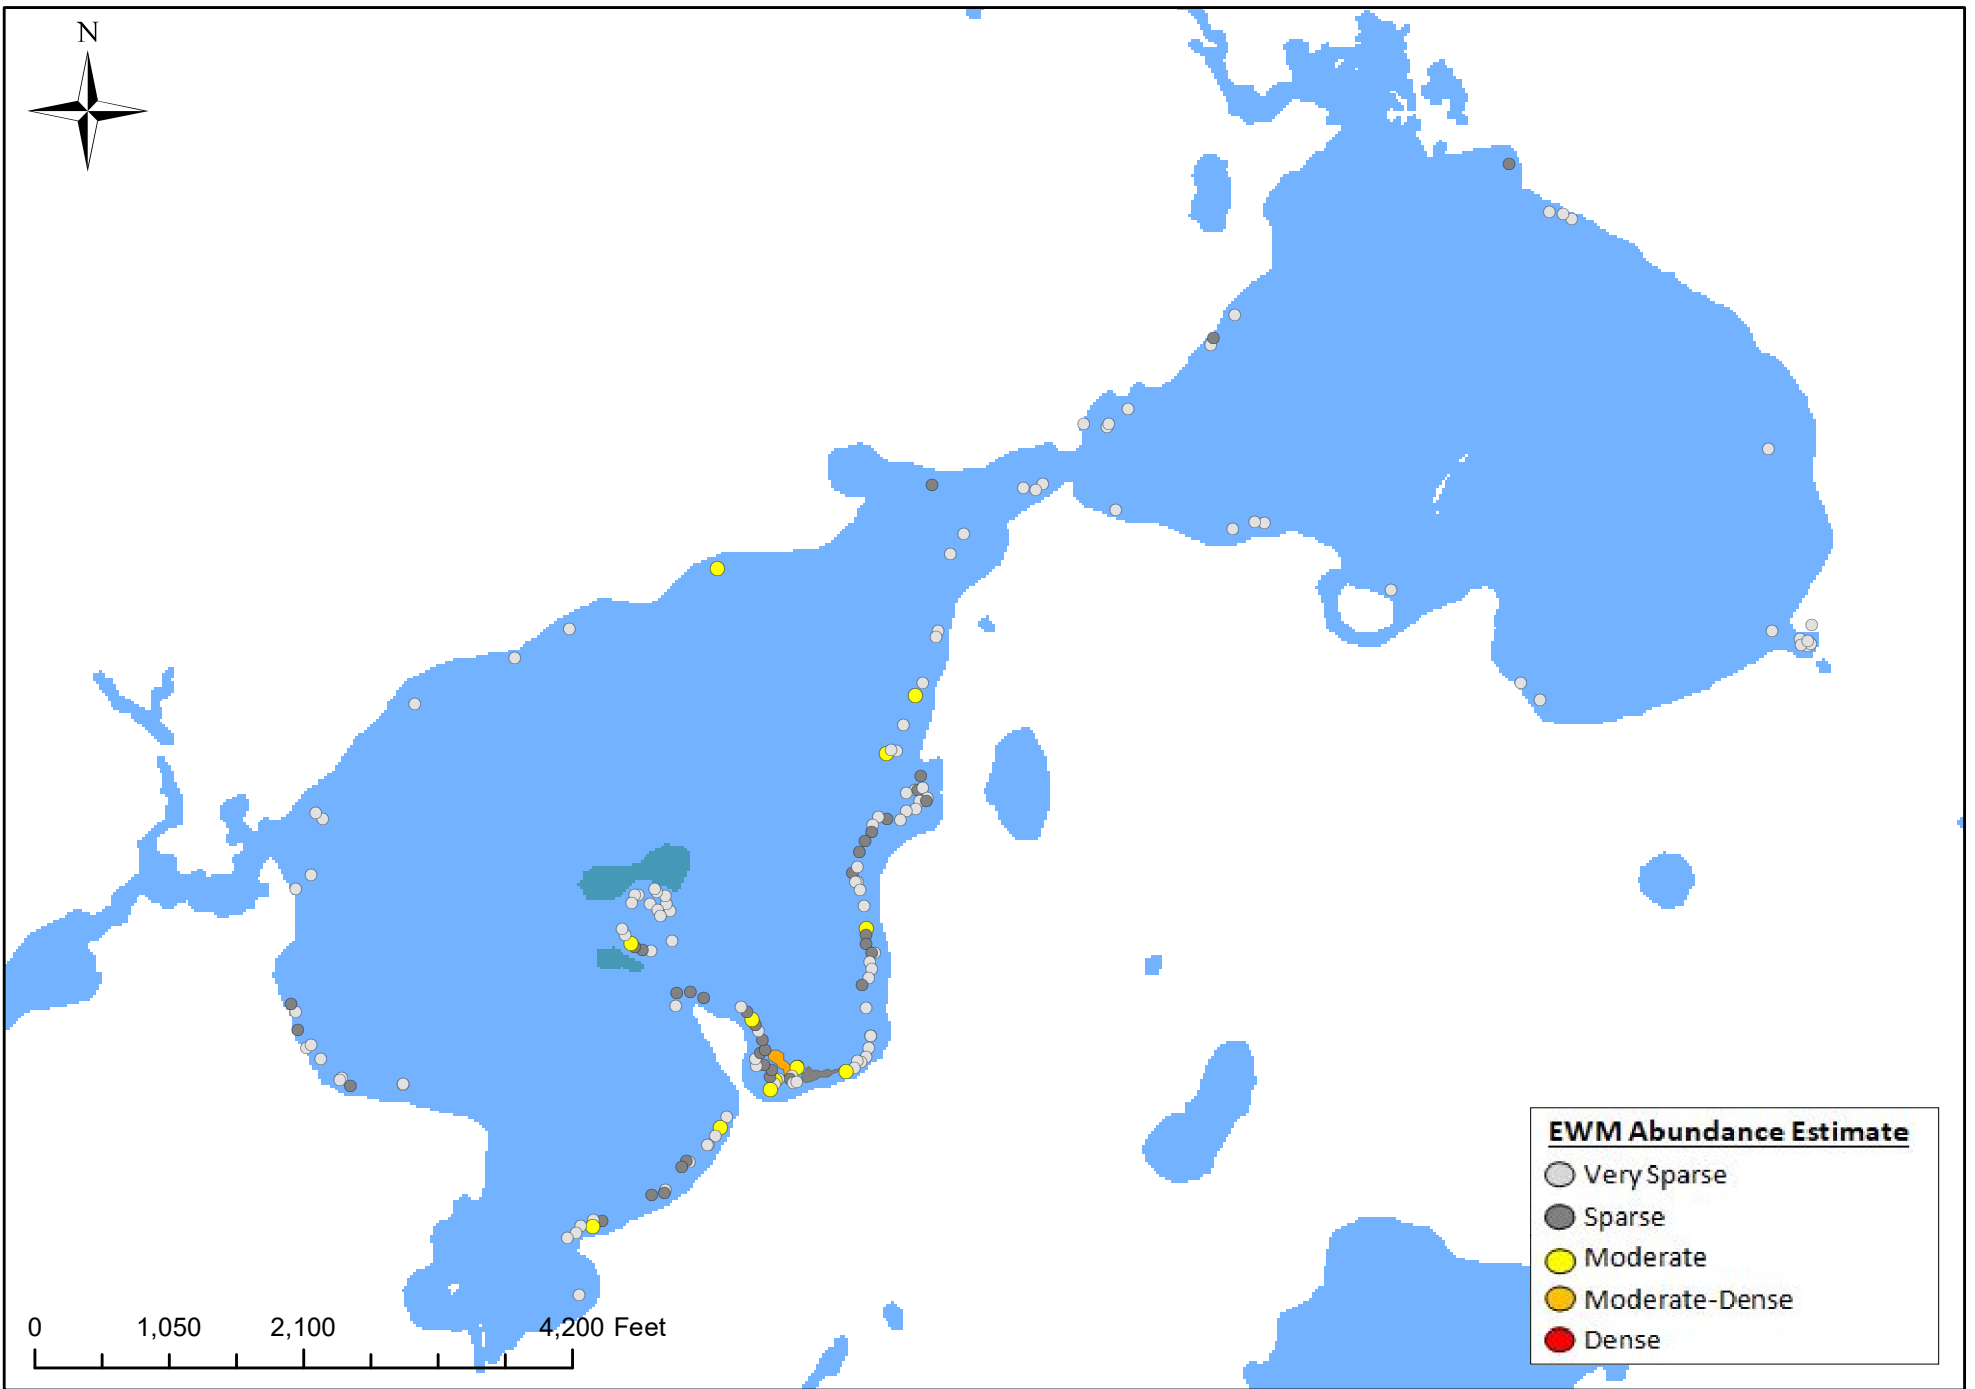 N
EWM Abundance Estimate
Very Sparse
Sparse
Moderate
Moderate-Dense
Dense
0 1,050 2,100 4,200 Feet